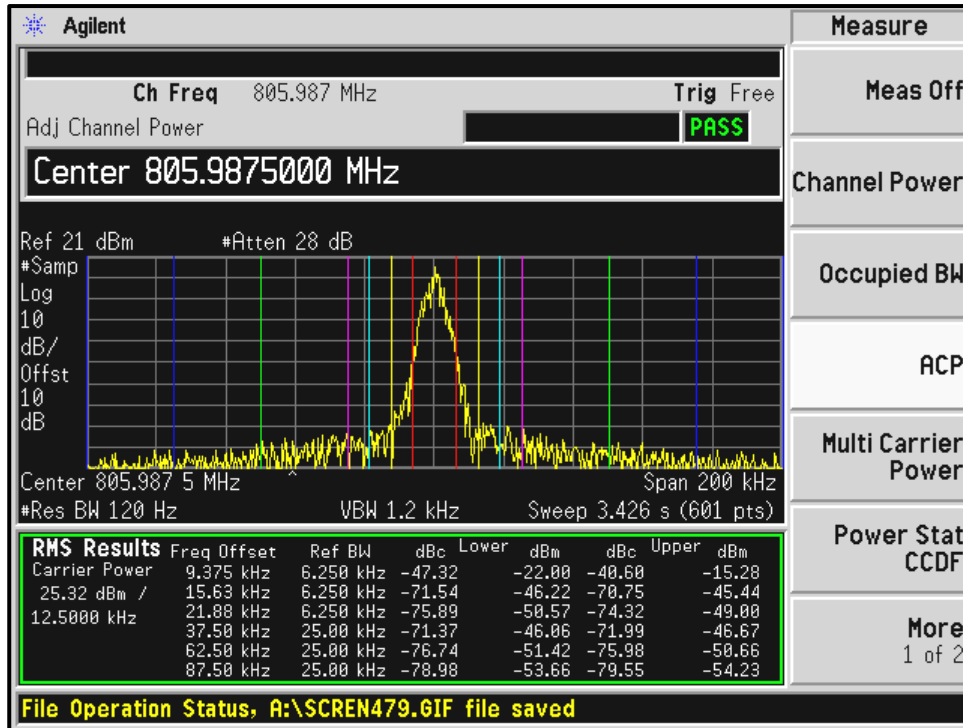 Agilent
Measure
Ch Freq 805.987 MHz Trig Free
Meas Off
Adj Channel Power PASS
Center 805.9875000 MHz
Channel Power
Ref 21 dBm #Atten 28 dB
#Samp
Log
10
dB/
Offst
10
dB
Occupied BW
ACP
Multi Carrier
Power
Center 805.987 5 MHz Span 200 kHz
#Res BW 120 Hz VBW 1.2 kHz Sweep 3.426 s (601 pts)
Power Stat
CCDF
RMS Results Freq Offset Ref BW dBc Lower dBm dBc Upper dBm
Carrier Power 9.375 kHz 6.250 kHz -47.32 -22.00 -40.60 -15.28
25.32 dBm / 15.63 kHz 6.250 kHz -71.54 -46.22 -70.75 -45.44
12.5000 kHz 21.88 kHz 6.250 kHz -75.89 -50.57 -74.32 -49.00
37.50 kHz 25.00 kHz -71.37 -46.06 -71.99 -46.67
62.50 kHz 25.00 kHz -76.74 -51.42 -75.98 -50.66
87.50 kHz 25.00 kHz -78.98 -53.66 -79.55 -54.23
More
1 of 2
File Operation Status, A:\SCREN479.GIF file saved